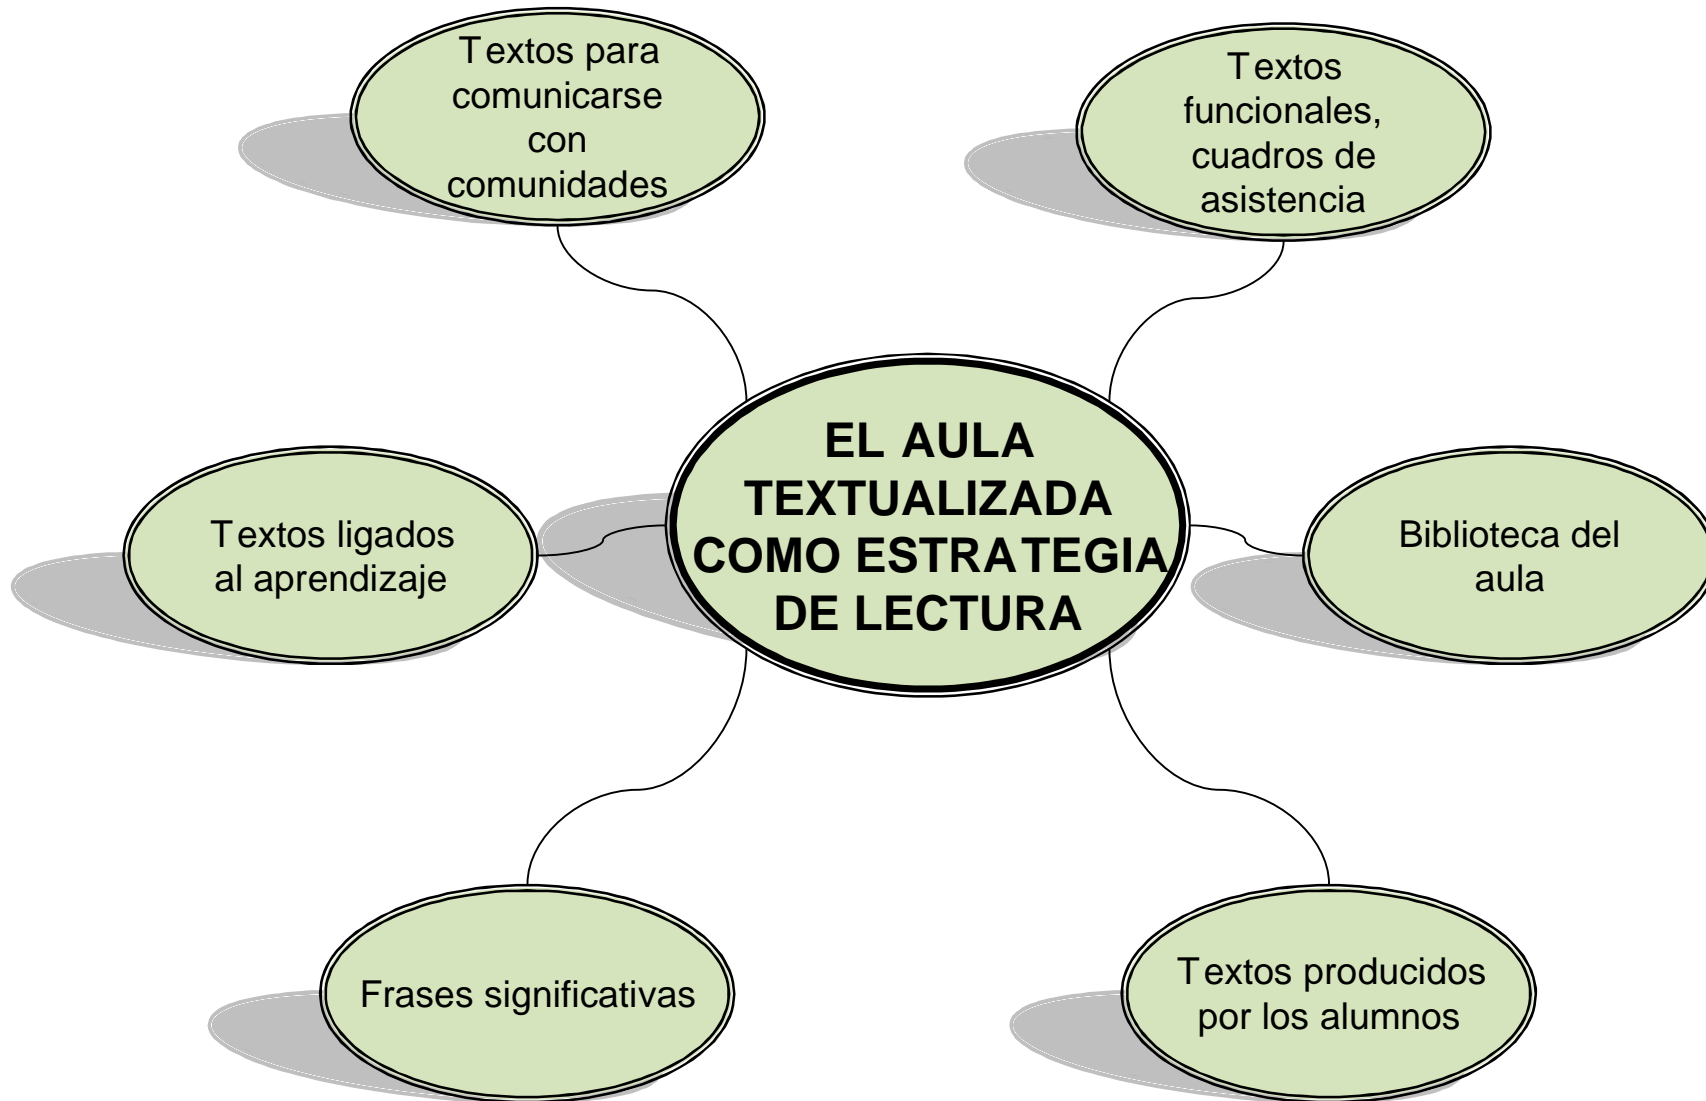 Textos para
comunicarse
con
comunidades
Textos
funcionales,
cuadros de
asistencia
EL AULA
TEXTUALIZADA
COMO ESTRATEGIA
DE LECTURA
Textos ligados
al aprendizaje
Biblioteca del
aula
Frases significativas
Textos producidos
por los alumnos